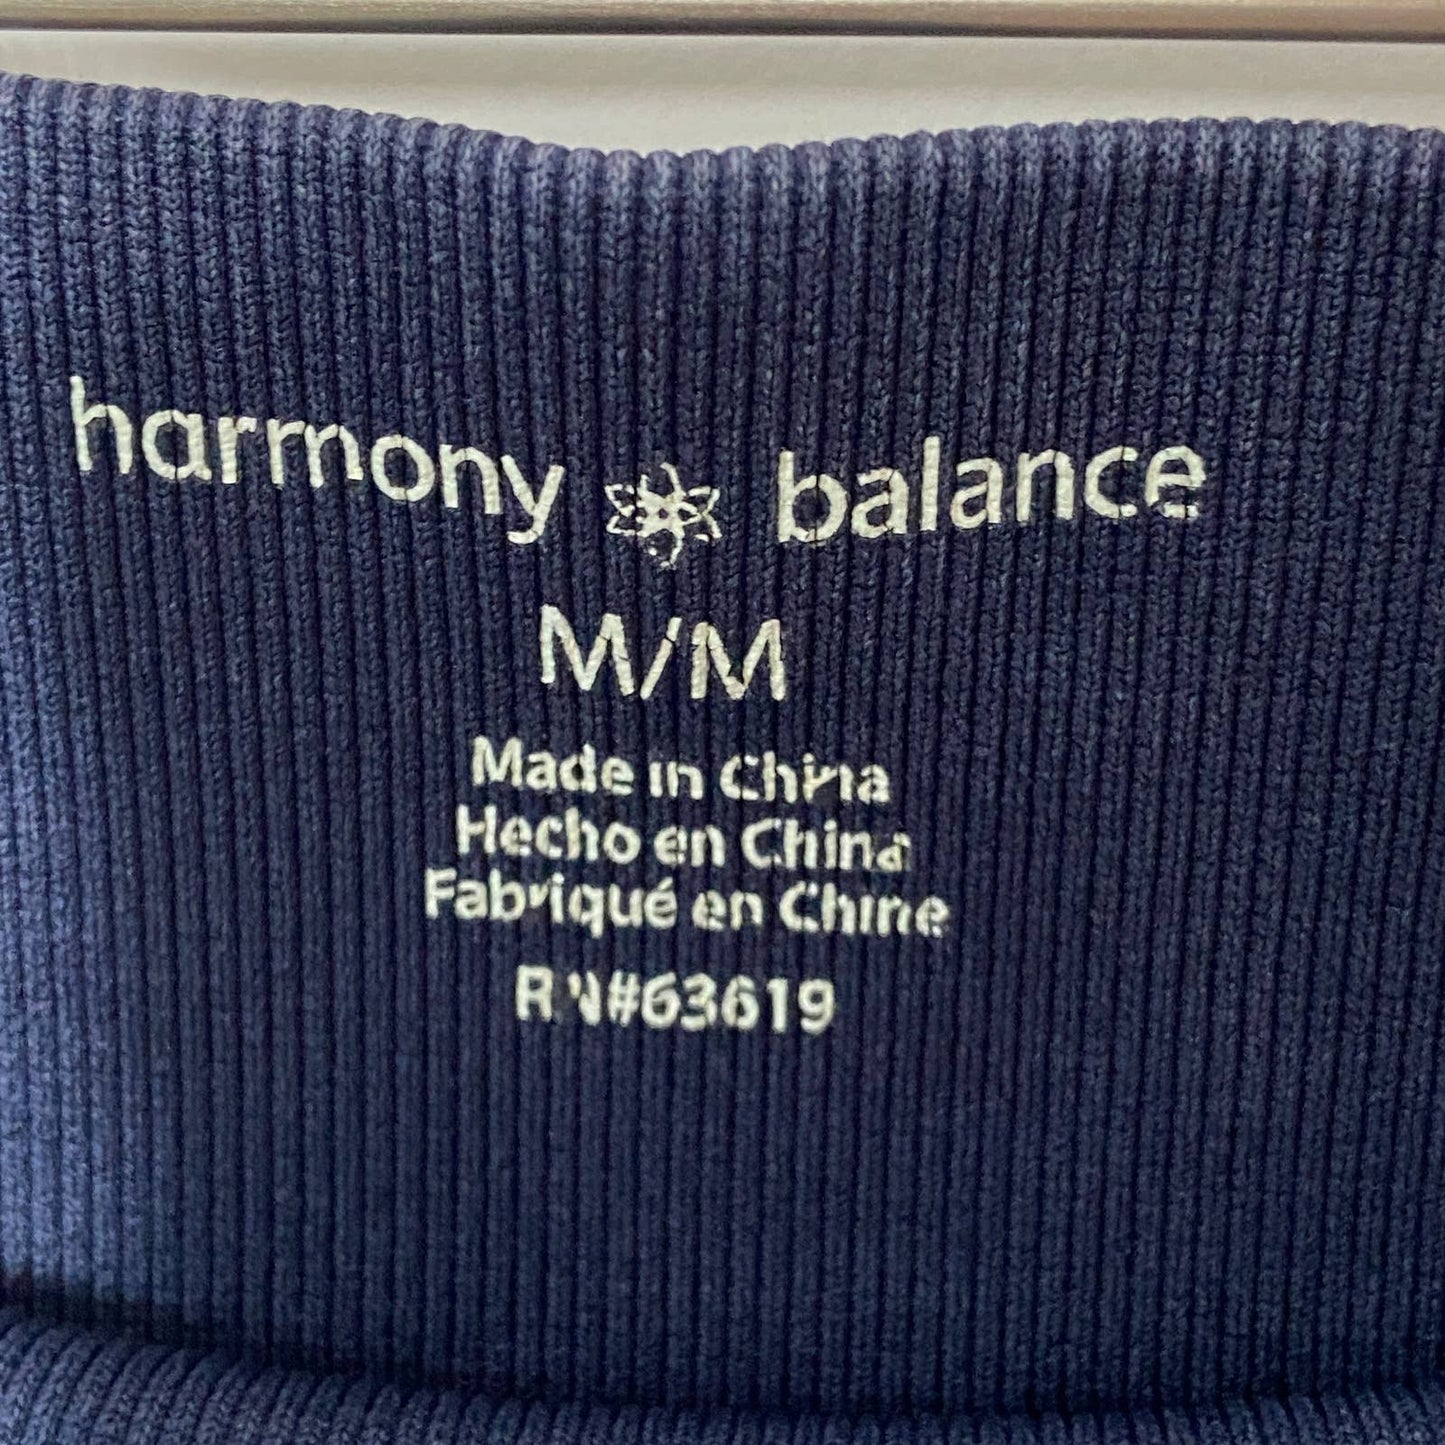 harmony balance
M/M
Made in China
Hecho en China
Fabriqué en Chine
RN#63619